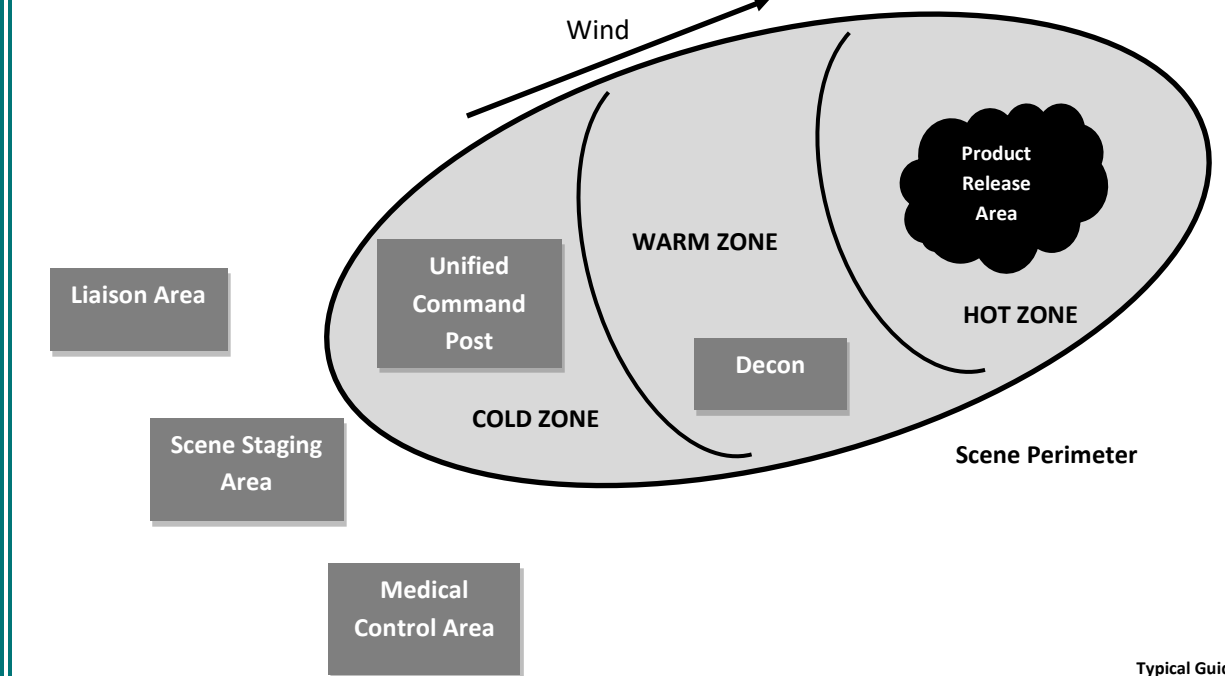 Wind
Product
Release
Area
WARM ZONE
Unified
Command
Post
Liaison Area
HOT ZONE
Decon
COLD ZONE
Scene Staging
Area
Scene Perimeter
Medical
Control Area
Typical